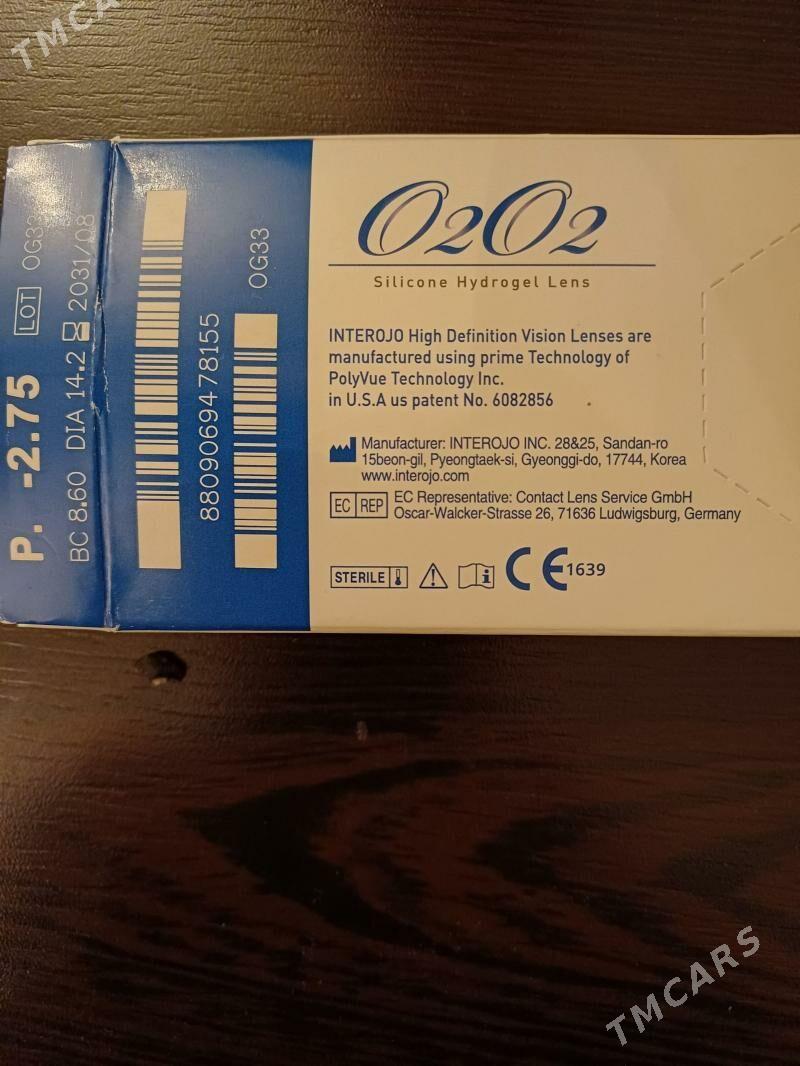 TMCARS
P. -2.75
LOT OG33
BC 8.60 DIA 14.2 2031/08
8809069478155
OG33
O2O2
Silicone Hydrogel Lens
INTEROJO High Definition Vision Lenses are
manufactured using prime Technology of
PolyVue Technology Inc.
in U.S.A us patent No. 6082856
Manufacturer: INTEROJO INC. 28&25, Sandan-ro
15beon-gil, Pyeongtaek-si, Gyeonggi-do, 17744, Korea
www.interojo.com
EC REP EC Representative: Contact Lens Service GmbH
Oscar-Walcker-Strasse 26, 71636 Ludwigsburg, Germany
STERILE CE 1639
TMCARS